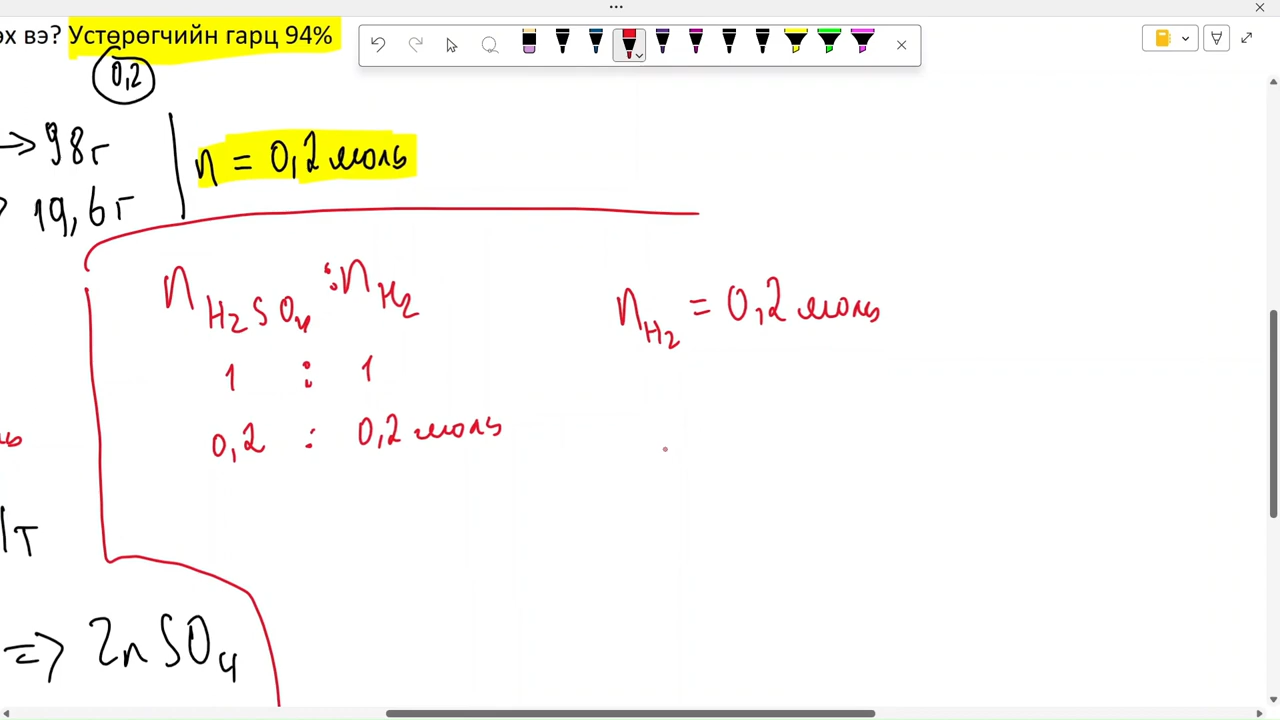 эх вэ? Устөрөгчийн гарц 94%
0,2
→ 98г
n = 0,2 моль
19,6г
n H2SO4 : n H2
1 : 1
0,2 : 0,2 моль
n H2 = 0,2 моль
ль
/т
=> ZnSO4